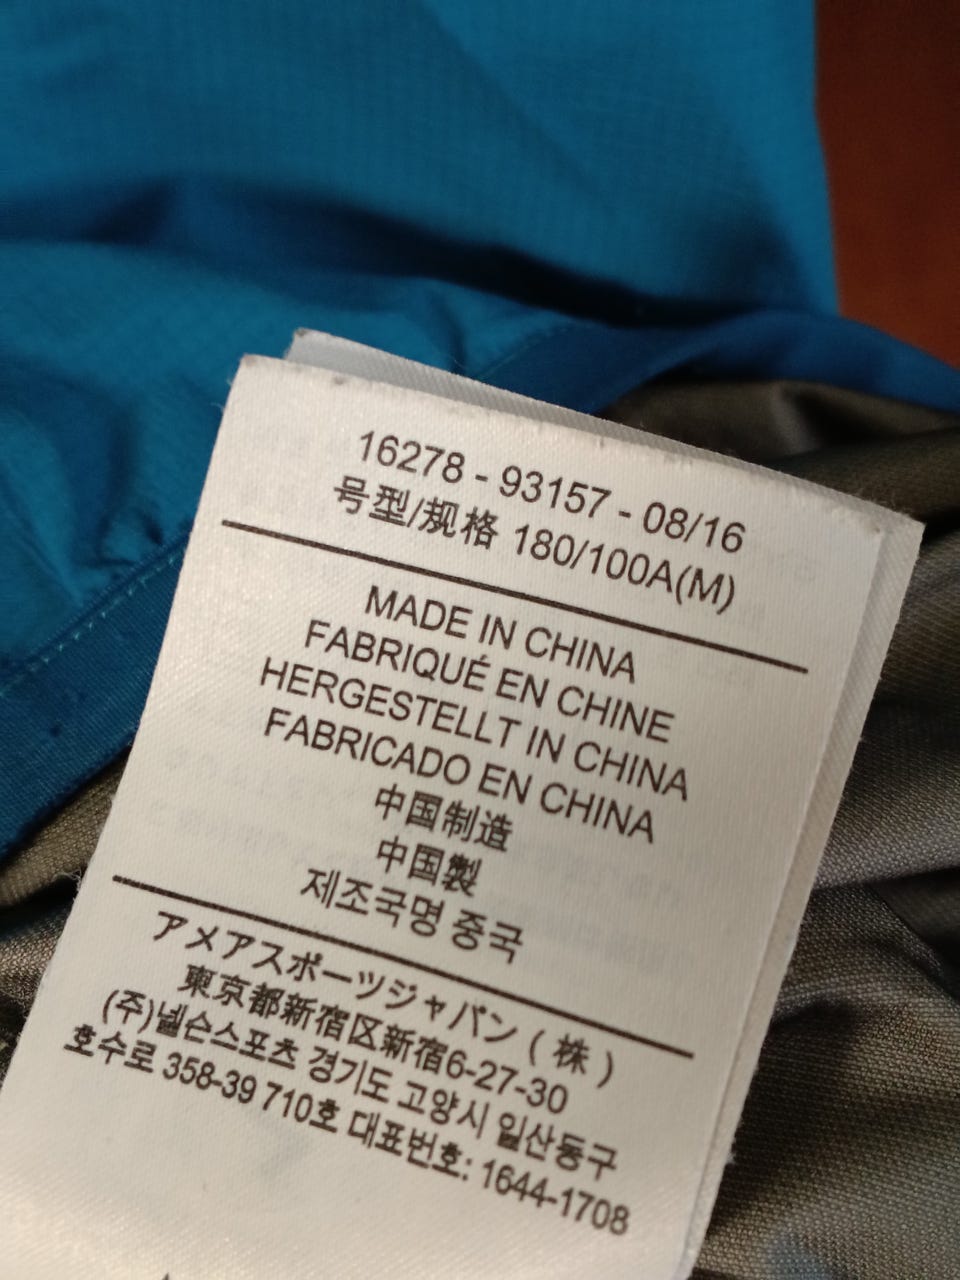 16278 - 93157 - 08/16
号型/规格 180/100A(M)
MADE IN CHINA
FABRIQUÉ EN CHINE
HERGESTELLT IN CHINA
FABRICADO EN CHINA
中国制造
中国製
제조국명 중국
アメアスポーツジャパン ( 株 )
東京都新宿区新宿6-27-30
(주)넬슨스포츠 경기도 고양시 일산동구
호수로 358-39 710호 대표번호: 1644-1708